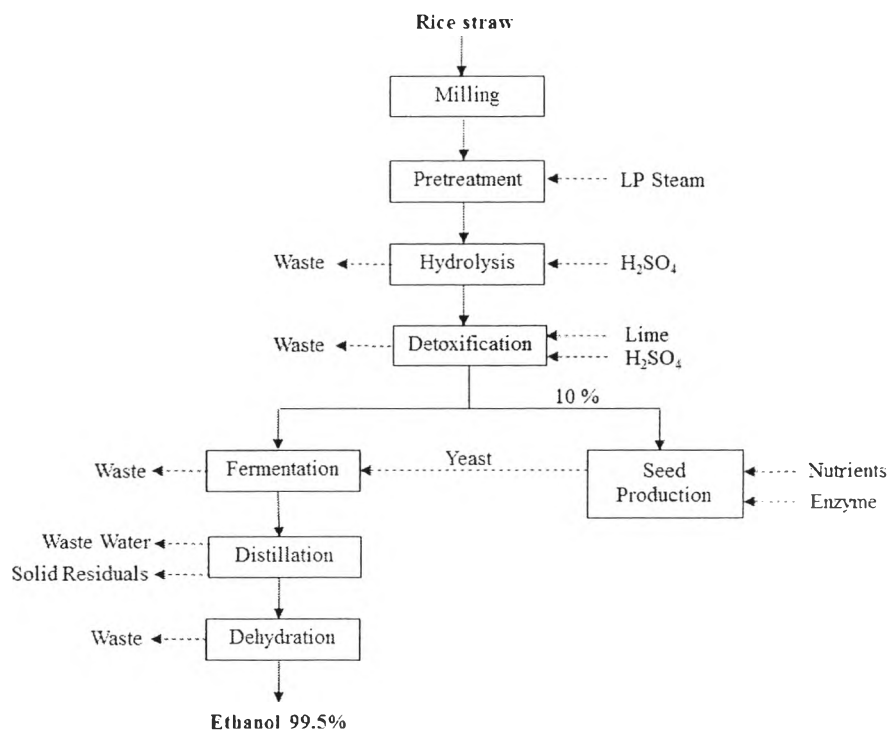 Rice straw
Milling
Pretreatment
LP Steam
Waste
Hydrolysis
H₂SO₄
Waste
Detoxification
Lime
H₂SO₄
10 %
Waste
Fermentation
Yeast
Seed
Production
Nutrients
Enzyme
Waste Water
Solid Residuals
Distillation
Waste
Dehydration
Ethanol 99.5%